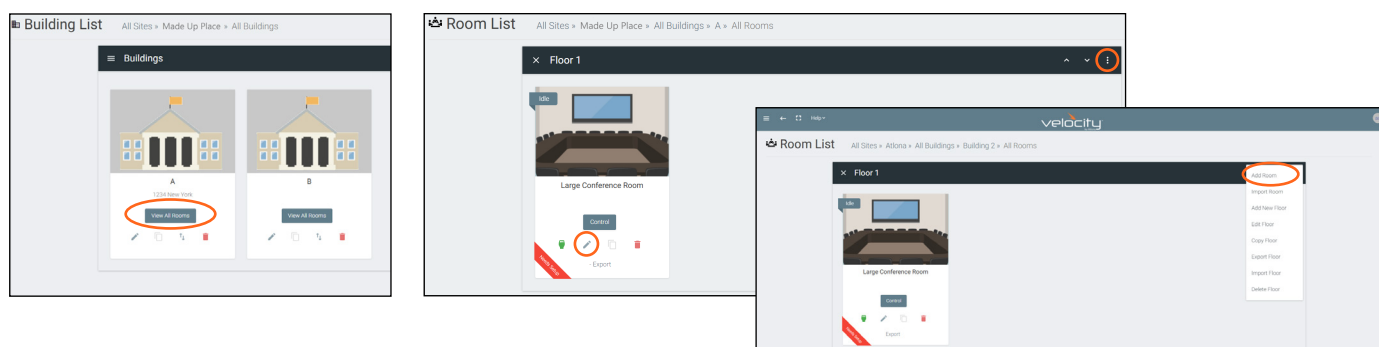 Building List All Sites » Made Up Place » All Buildings
Buildings
A
1234 New York
View All Rooms
B
View All Rooms
Room List All Sites » Made Up Place » All Buildings » A » All Rooms
Floor 1
Idle
Large Conference Room
Control
Needs Setup
- Export
Help
velocity
Room List All Sites » Atlona » All Buildings » Building 2 » All Rooms
Floor 1
Idle
Large Conference Room
Control
Needs Setup
Export
Add Room
Import Room
Add New Floor
Edit Floor
Copy Floor
Export Floor
Import Floor
Delete Floor